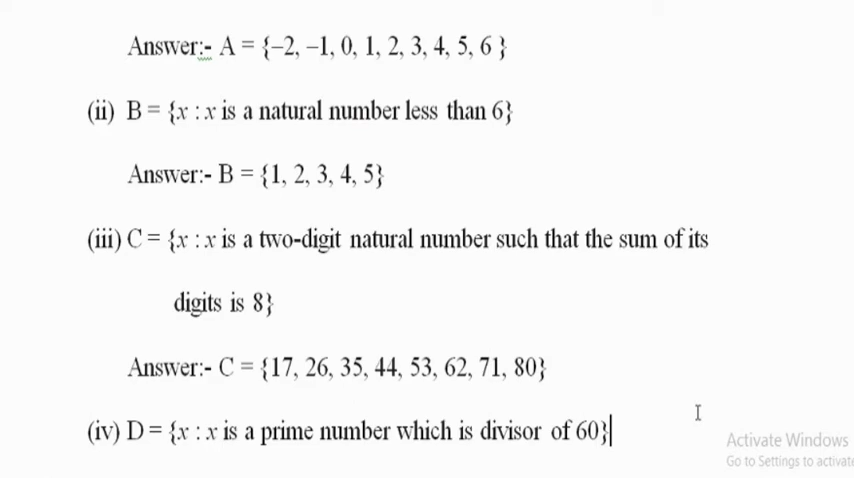 Answer:- A = {–2, –1, 0, 1, 2, 3, 4, 5, 6 }
(ii) B = {x : x is a natural number less than 6}
Answer:- B = {1, 2, 3, 4, 5}
(iii) C = {x : x is a two-digit natural number such that the sum of its
digits is 8}
Answer:- C = {17, 26, 35, 44, 53, 62, 71, 80}
(iv) D = {x : x is a prime number which is divisor of 60}
Activate Windows
Go to Settings to activate